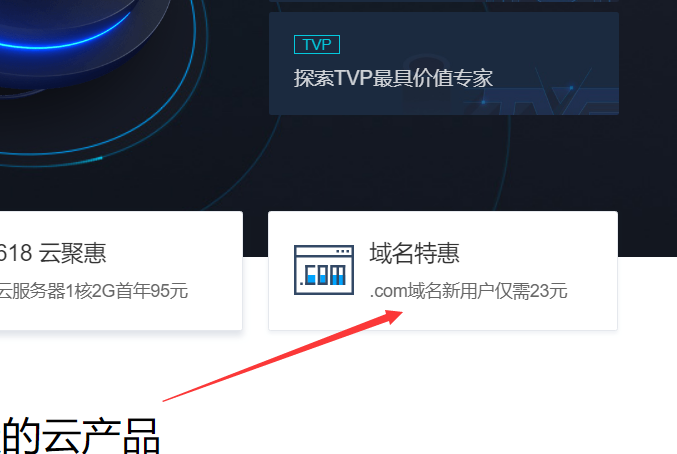 TVP
探索TVP最具价值专家
618 云聚惠
云服务器1核2G首年95元
.com
域名特惠
.com域名新用户仅需23元
的云产品